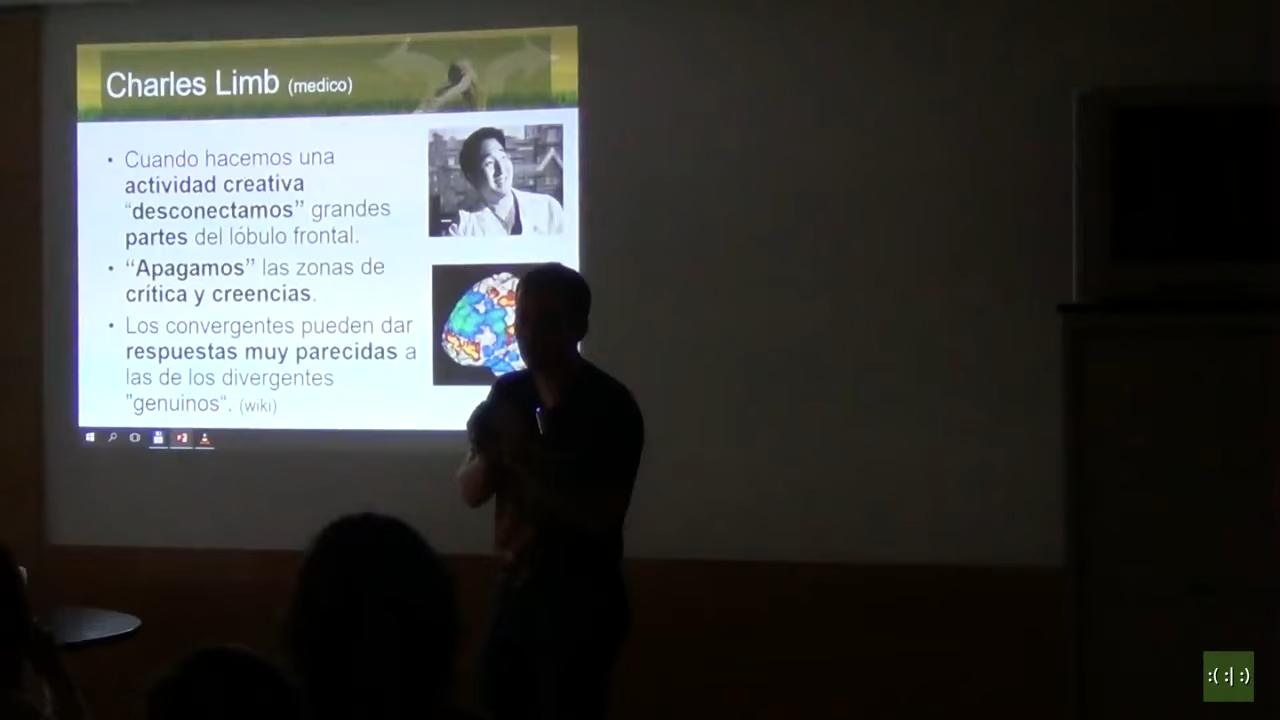 Charles Limb (medico)
• Cuando hacemos una
actividad creativa
“desconectamos” grandes
partes del lóbulo frontal.
• “Apagamos” las zonas de
crítica y creencias.
• Los convergentes pueden dar
respuestas muy parecidas a
las de los divergentes
"genuinos“. (wiki)
:( :| :)